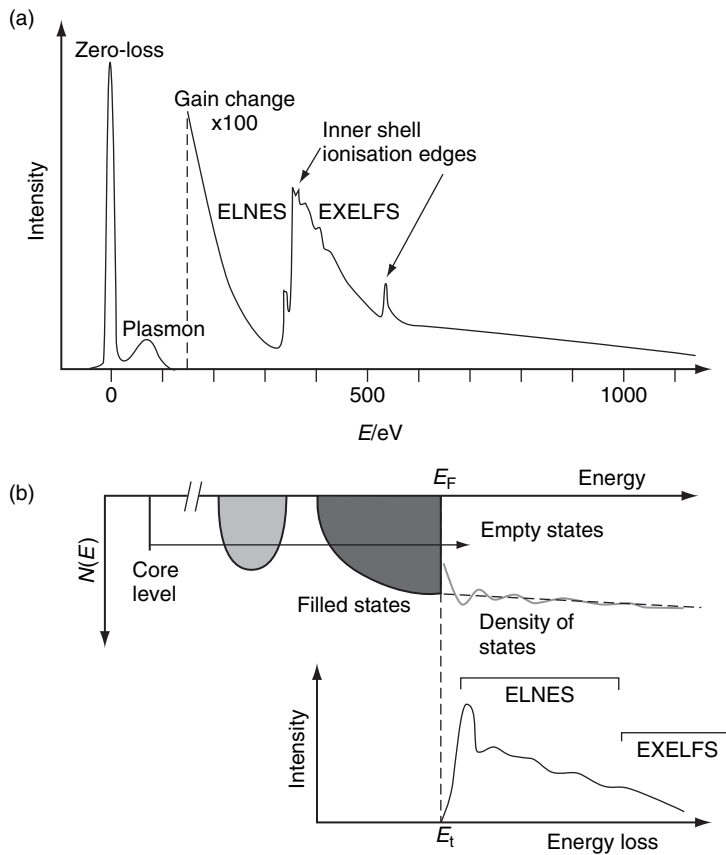 (a)
Zero-loss
Gain change
x100
Inner shell
ionisation edges
ELNES
EXELFS
Intensity
Plasmon
0
500
1000
E/eV
(b)
E_F
Energy
N(E)
Empty states
Core
level
Filled states
Density of
states
ELNES
EXELFS
Intensity
E_t
Energy loss